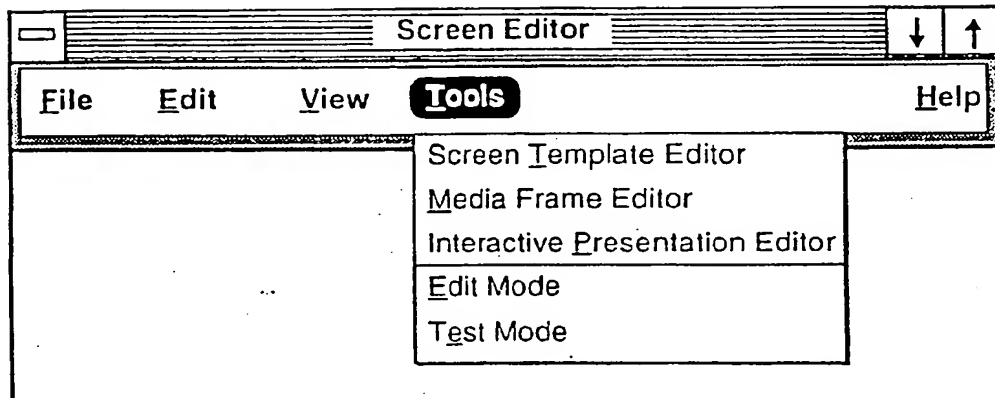 Screen Editor
File Edit View Tools Help
Screen Template Editor
Media Frame Editor
Interactive Presentation Editor
Edit Mode
Test Mode